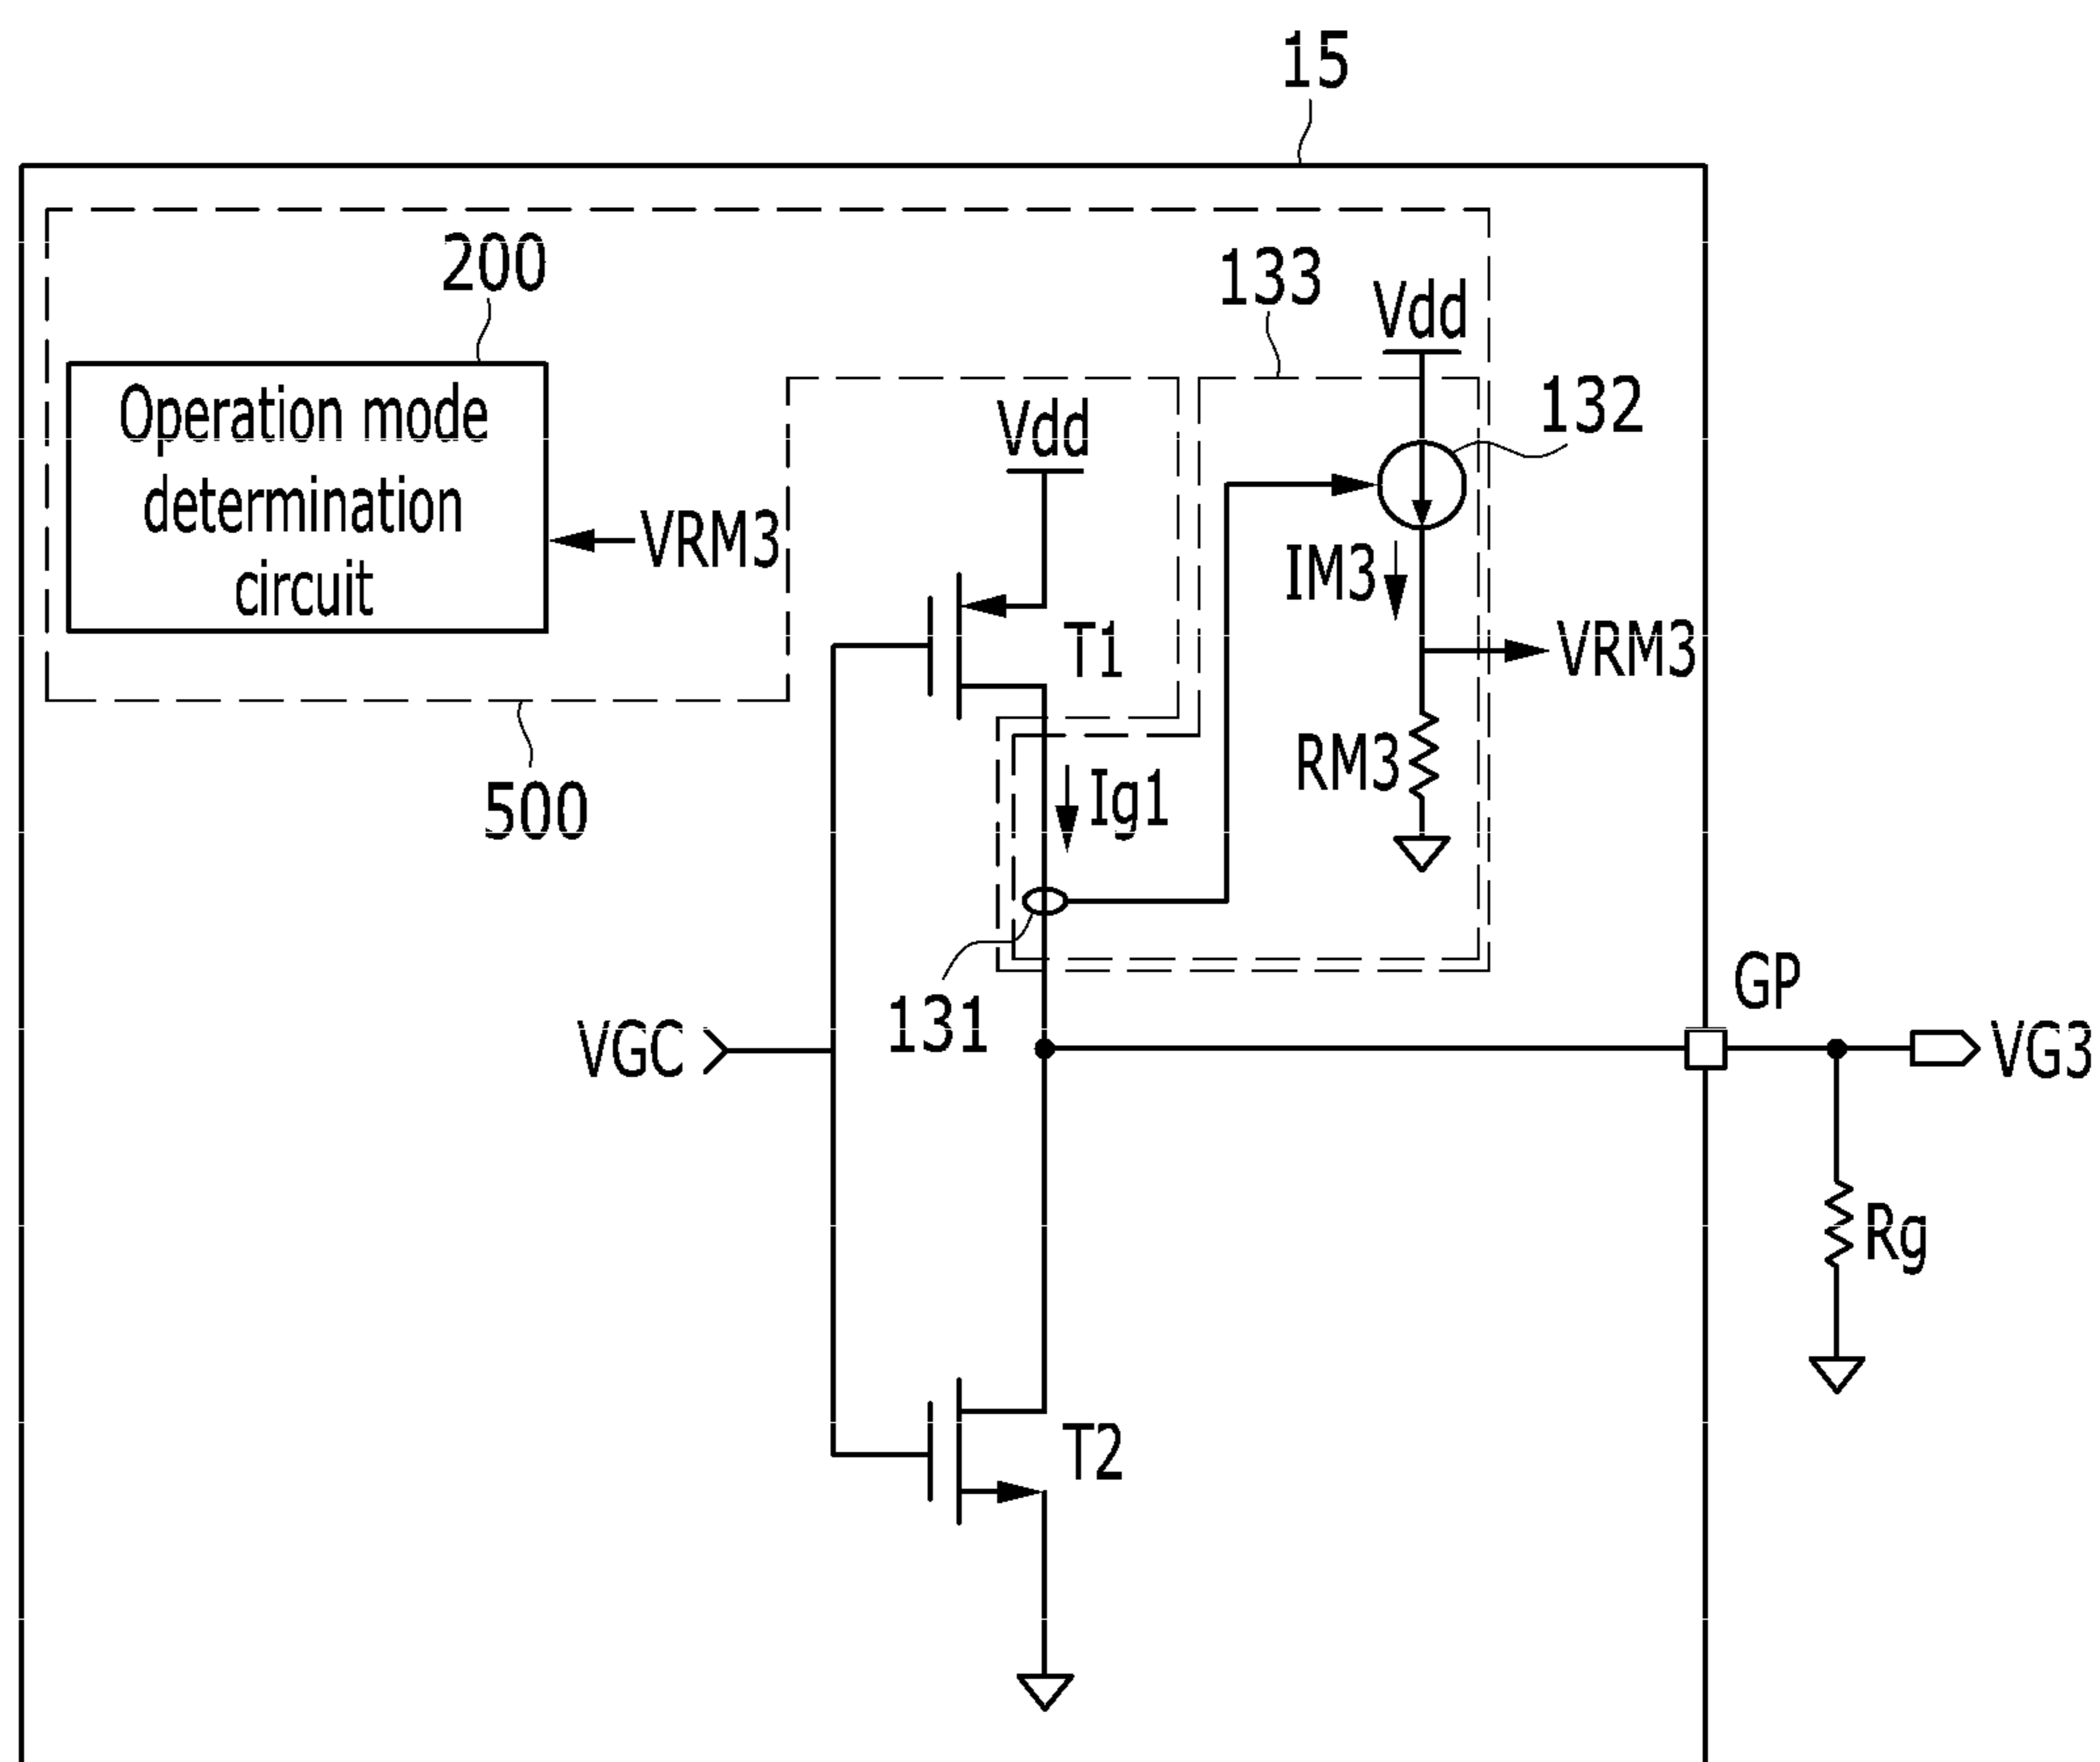 15
200
133
Vdd
132
Operation mode
determination
circuit
Vdd
VRM3
IM3
T1
VRM3
RM3
Ig1
500
131
GP
VGC
VG3
Rg
T2